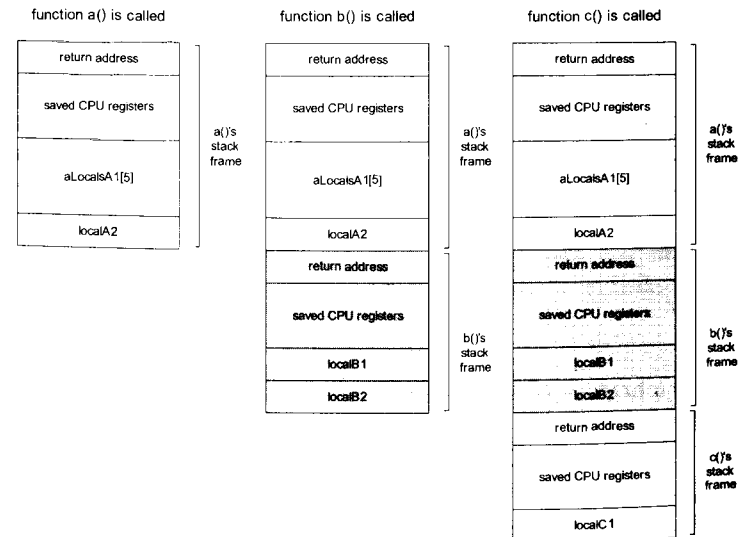 function a() is called
return address
saved CPU registers
aLocalsA1[5]
localA2
a()'s
stack
frame
function b() is called
return address
saved CPU registers
aLocalsA1[5]
localA2
a()'s
stack
frame
return address
saved CPU registers
localB1
localB2
b()'s
stack
frame
function c() is called
return address
saved CPU registers
aLocalsA1[5]
localA2
a()'s
stack
frame
return address
saved CPU registers
localB1
localB2
b()'s
stack
frame
return address
saved CPU registers
localC1
c()'s
stack
frame